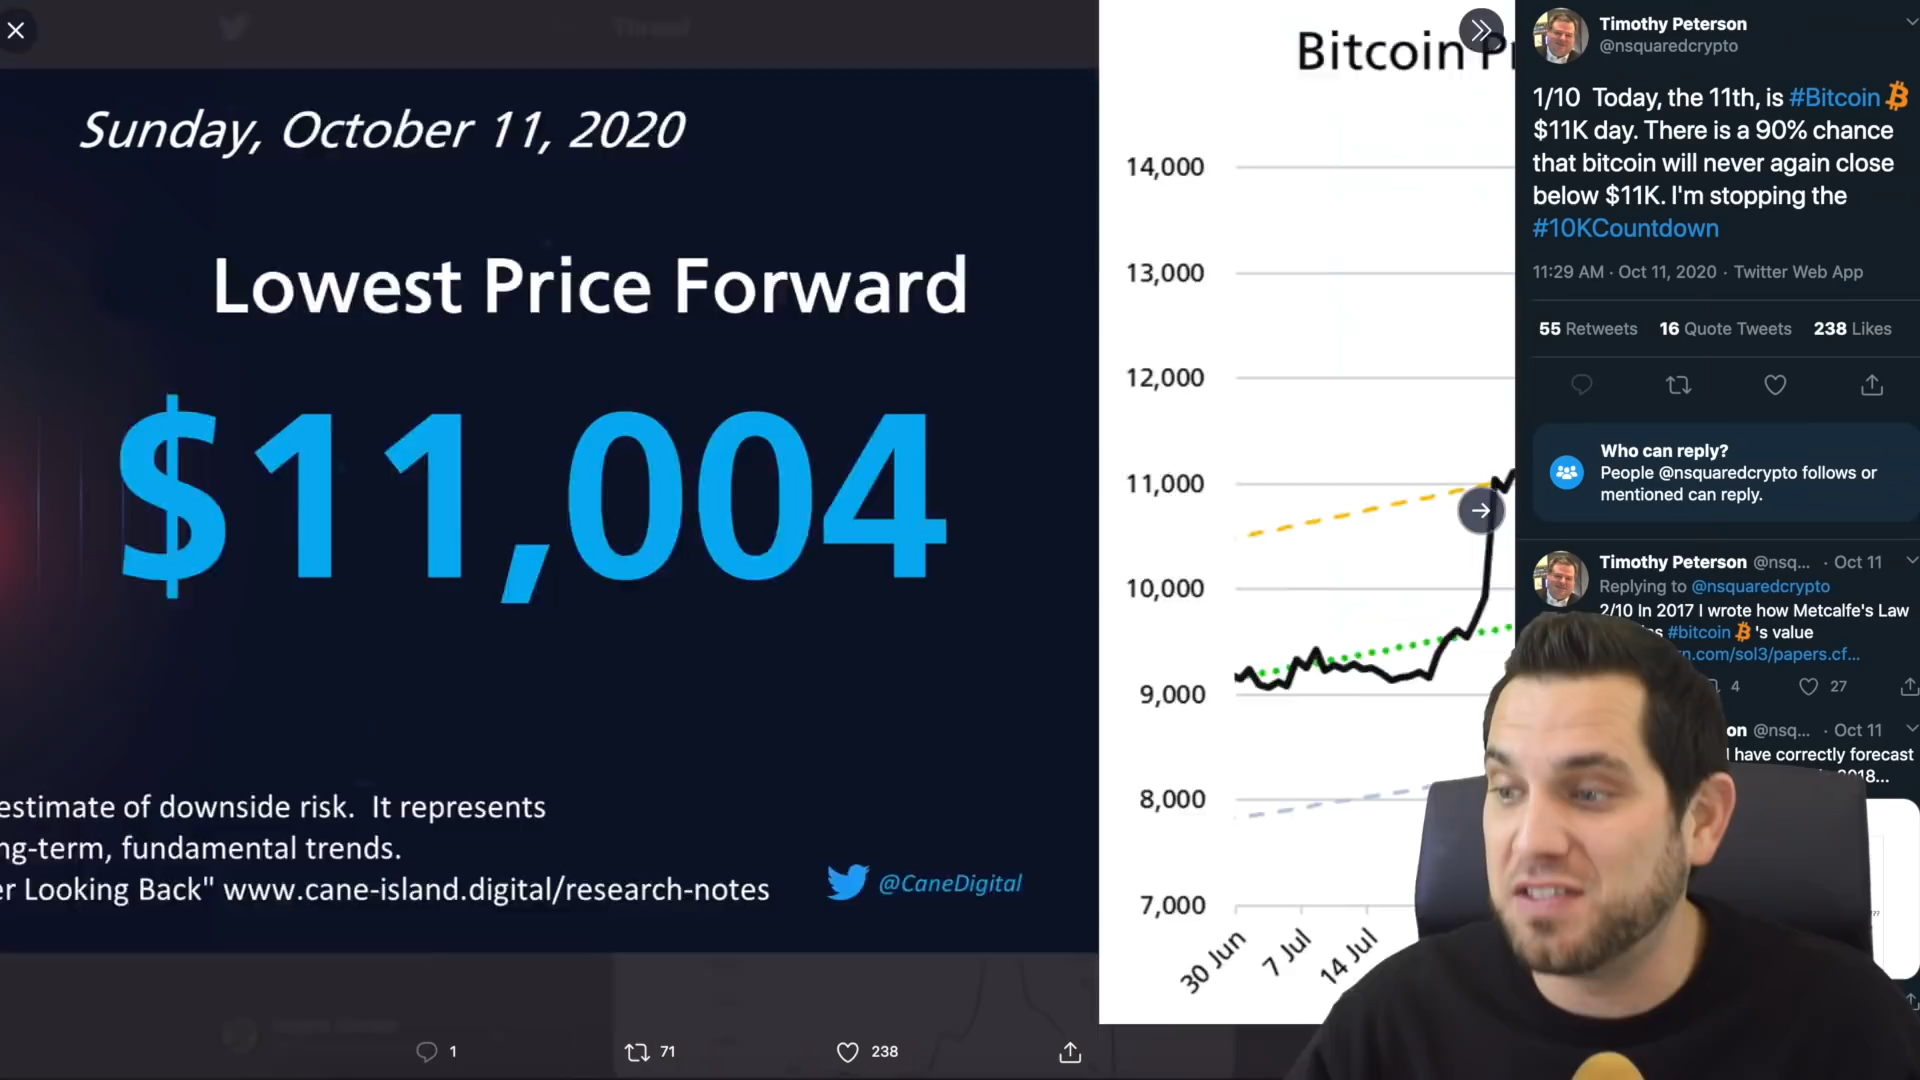 Sunday, October 11, 2020
Lowest Price Forward
$11,004
estimate of downside risk. It represents
ng-term, fundamental trends.
er Looking Back" www.cane-island.digital/research-notes
@CaneDigital
1
71
238
Bitcoin
14,000
13,000
12,000
11,000
10,000
9,000
8,000
7,000
30 Jun
7 Jul
14 Jul
Timothy Peterson
@nsquaredcrypto
1/10 Today, the 11th, is #Bitcoin
$11K day. There is a 90% chance
that bitcoin will never again close
below $11K. I'm stopping the
#10KCountdown
11:29 AM · Oct 11, 2020 · Twitter Web App
55 Retweets 16 Quote Tweets 238 Likes
Who can reply?
People @nsquaredcrypto follows or
mentioned can reply.
Timothy Peterson @nsq... · Oct 11
Replying to @nsquaredcrypto
2/10 In 2017 I wrote how Metcalfe's Law
#bitcoin 's value
n.com/sol3/papers.cf...
4
27
on @nsq... · Oct 11
I have correctly forecast